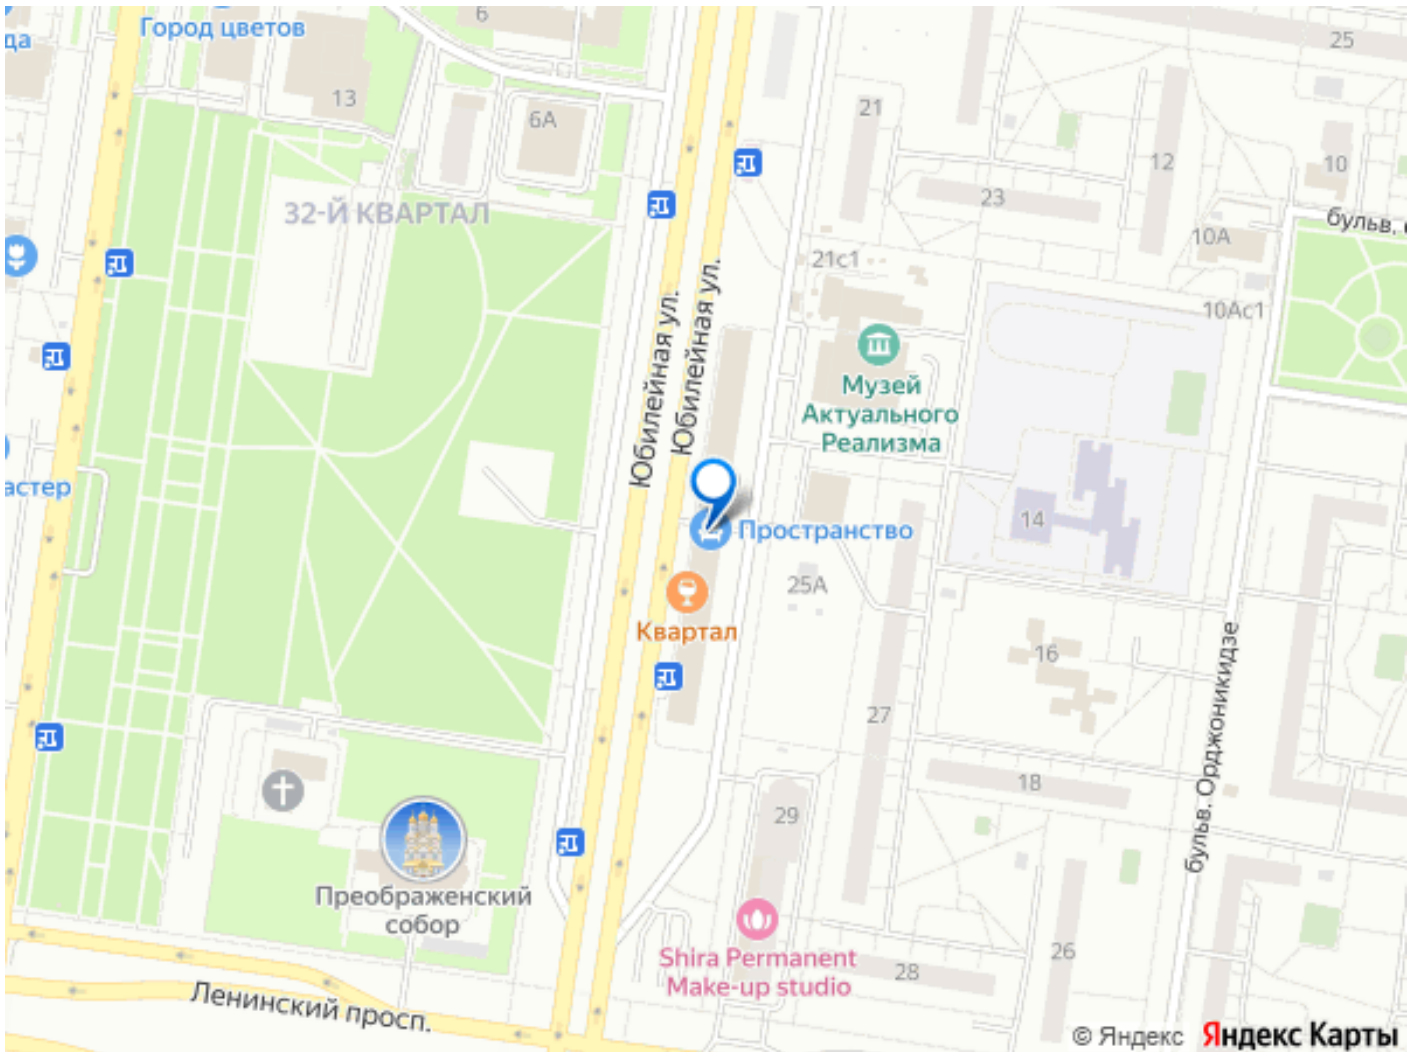 6
25
Город цветов
да
13
21
6А
12
10
23
32-Й КВАРТАЛ
бульв.
10А
21с1
10Ас1
Юбилейная ул.
Юбилейная ул.
Музей
Актуального
Реализма
астер
14
Пространство
25А
Квартал
16
бульв. Орджоникидзе
27
18
29
Преображенский
собор
26
Shira Permanent
Make-up studio
28
Ленинский просп.
© Яндекс Яндекс Карты